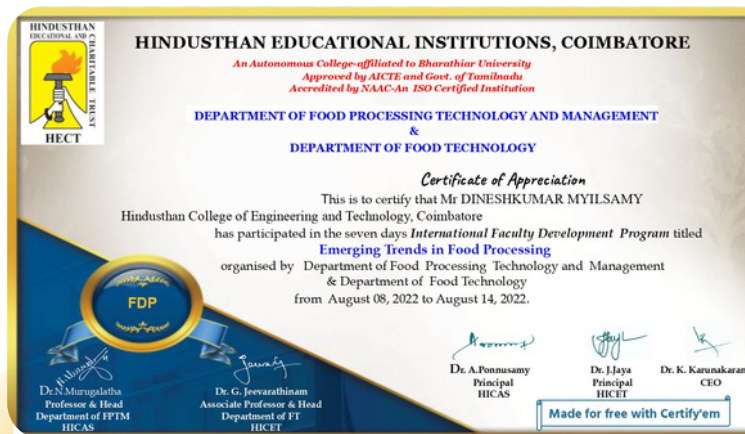 HINDUSTHAN
EDUCATIONAL AND
CHARITABLE TRUST
HECT
HINDUSTHAN EDUCATIONAL INSTITUTIONS, COIMBATORE
An Autonomous College-affiliated to Bharathiar University
Approved by AICTE and Govt. of Tamilnadu
Accredited by NAAC-An ISO Certified Institution
DEPARTMENT OF FOOD PROCESSING TECHNOLOGY AND MANAGEMENT
&
DEPARTMENT OF FOOD TECHNOLOGY
Certificate of Appreciation
This is to certify that Mr DINESHKUMAR MYILSAMY
Hindusthan College of Engineering and Technology, Coimbatore
has participated in the seven days International Faculty Development Program titled
Emerging Trends in Food Processing
organised by Department of Food Processing Technology and Management
& Department of Food Technology
from August 08, 2022 to August 14, 2022.
FDP
Dr.N.Murugalatha
Professor & Head
Department of FPTM
HICAS
Dr. G. Jeevarathinam
Associate Professor & Head
Department of FT
HICET
Dr. A.Ponnusamy
Principal
HICAS
Dr. J.Jaya
Principal
HICET
Dr. K. Karunakaran
CEO
Made for free with Certify'em